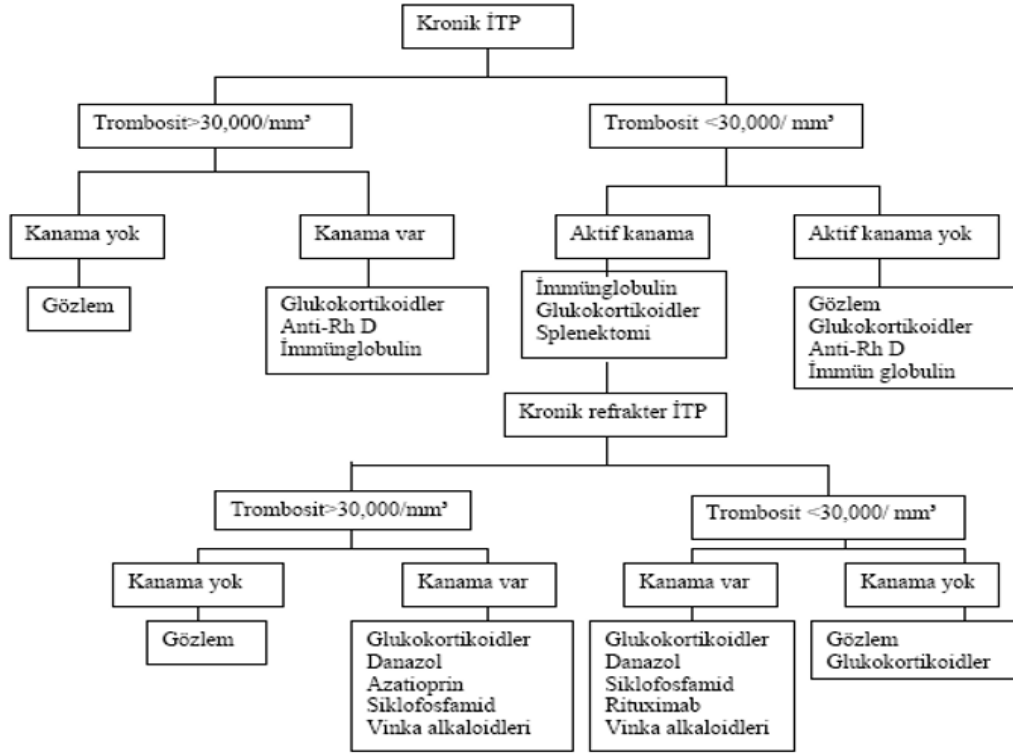 Kronik İTP
Trombosit>30,000/mm³
Trombosit <30,000/ mm³
Kanama yok
Kanama var
Aktif kanama
Aktif kanama yok
Gözlem
Glukokortikoidler
Anti-Rh D
İmmünglobulin
İmmünglobulin
Glukokortikoidler
Splenektomi
Gözlem
Glukokortikoidler
Anti-Rh D
İmmün globulin
Kronik refrakter İTP
Trombosit>30,000/mm³
Trombosit <30,000/ mm³
Kanama yok
Kanama var
Kanama var
Kanama yok
Gözlem
Glukokortikoidler
Danazol
Azatioprin
Siklofosfamid
Vinka alkaloidleri
Glukokortikoidler
Danazol
Siklofosfamid
Rituximab
Vinka alkaloidleri
Gözlem
Glukokortikoidler